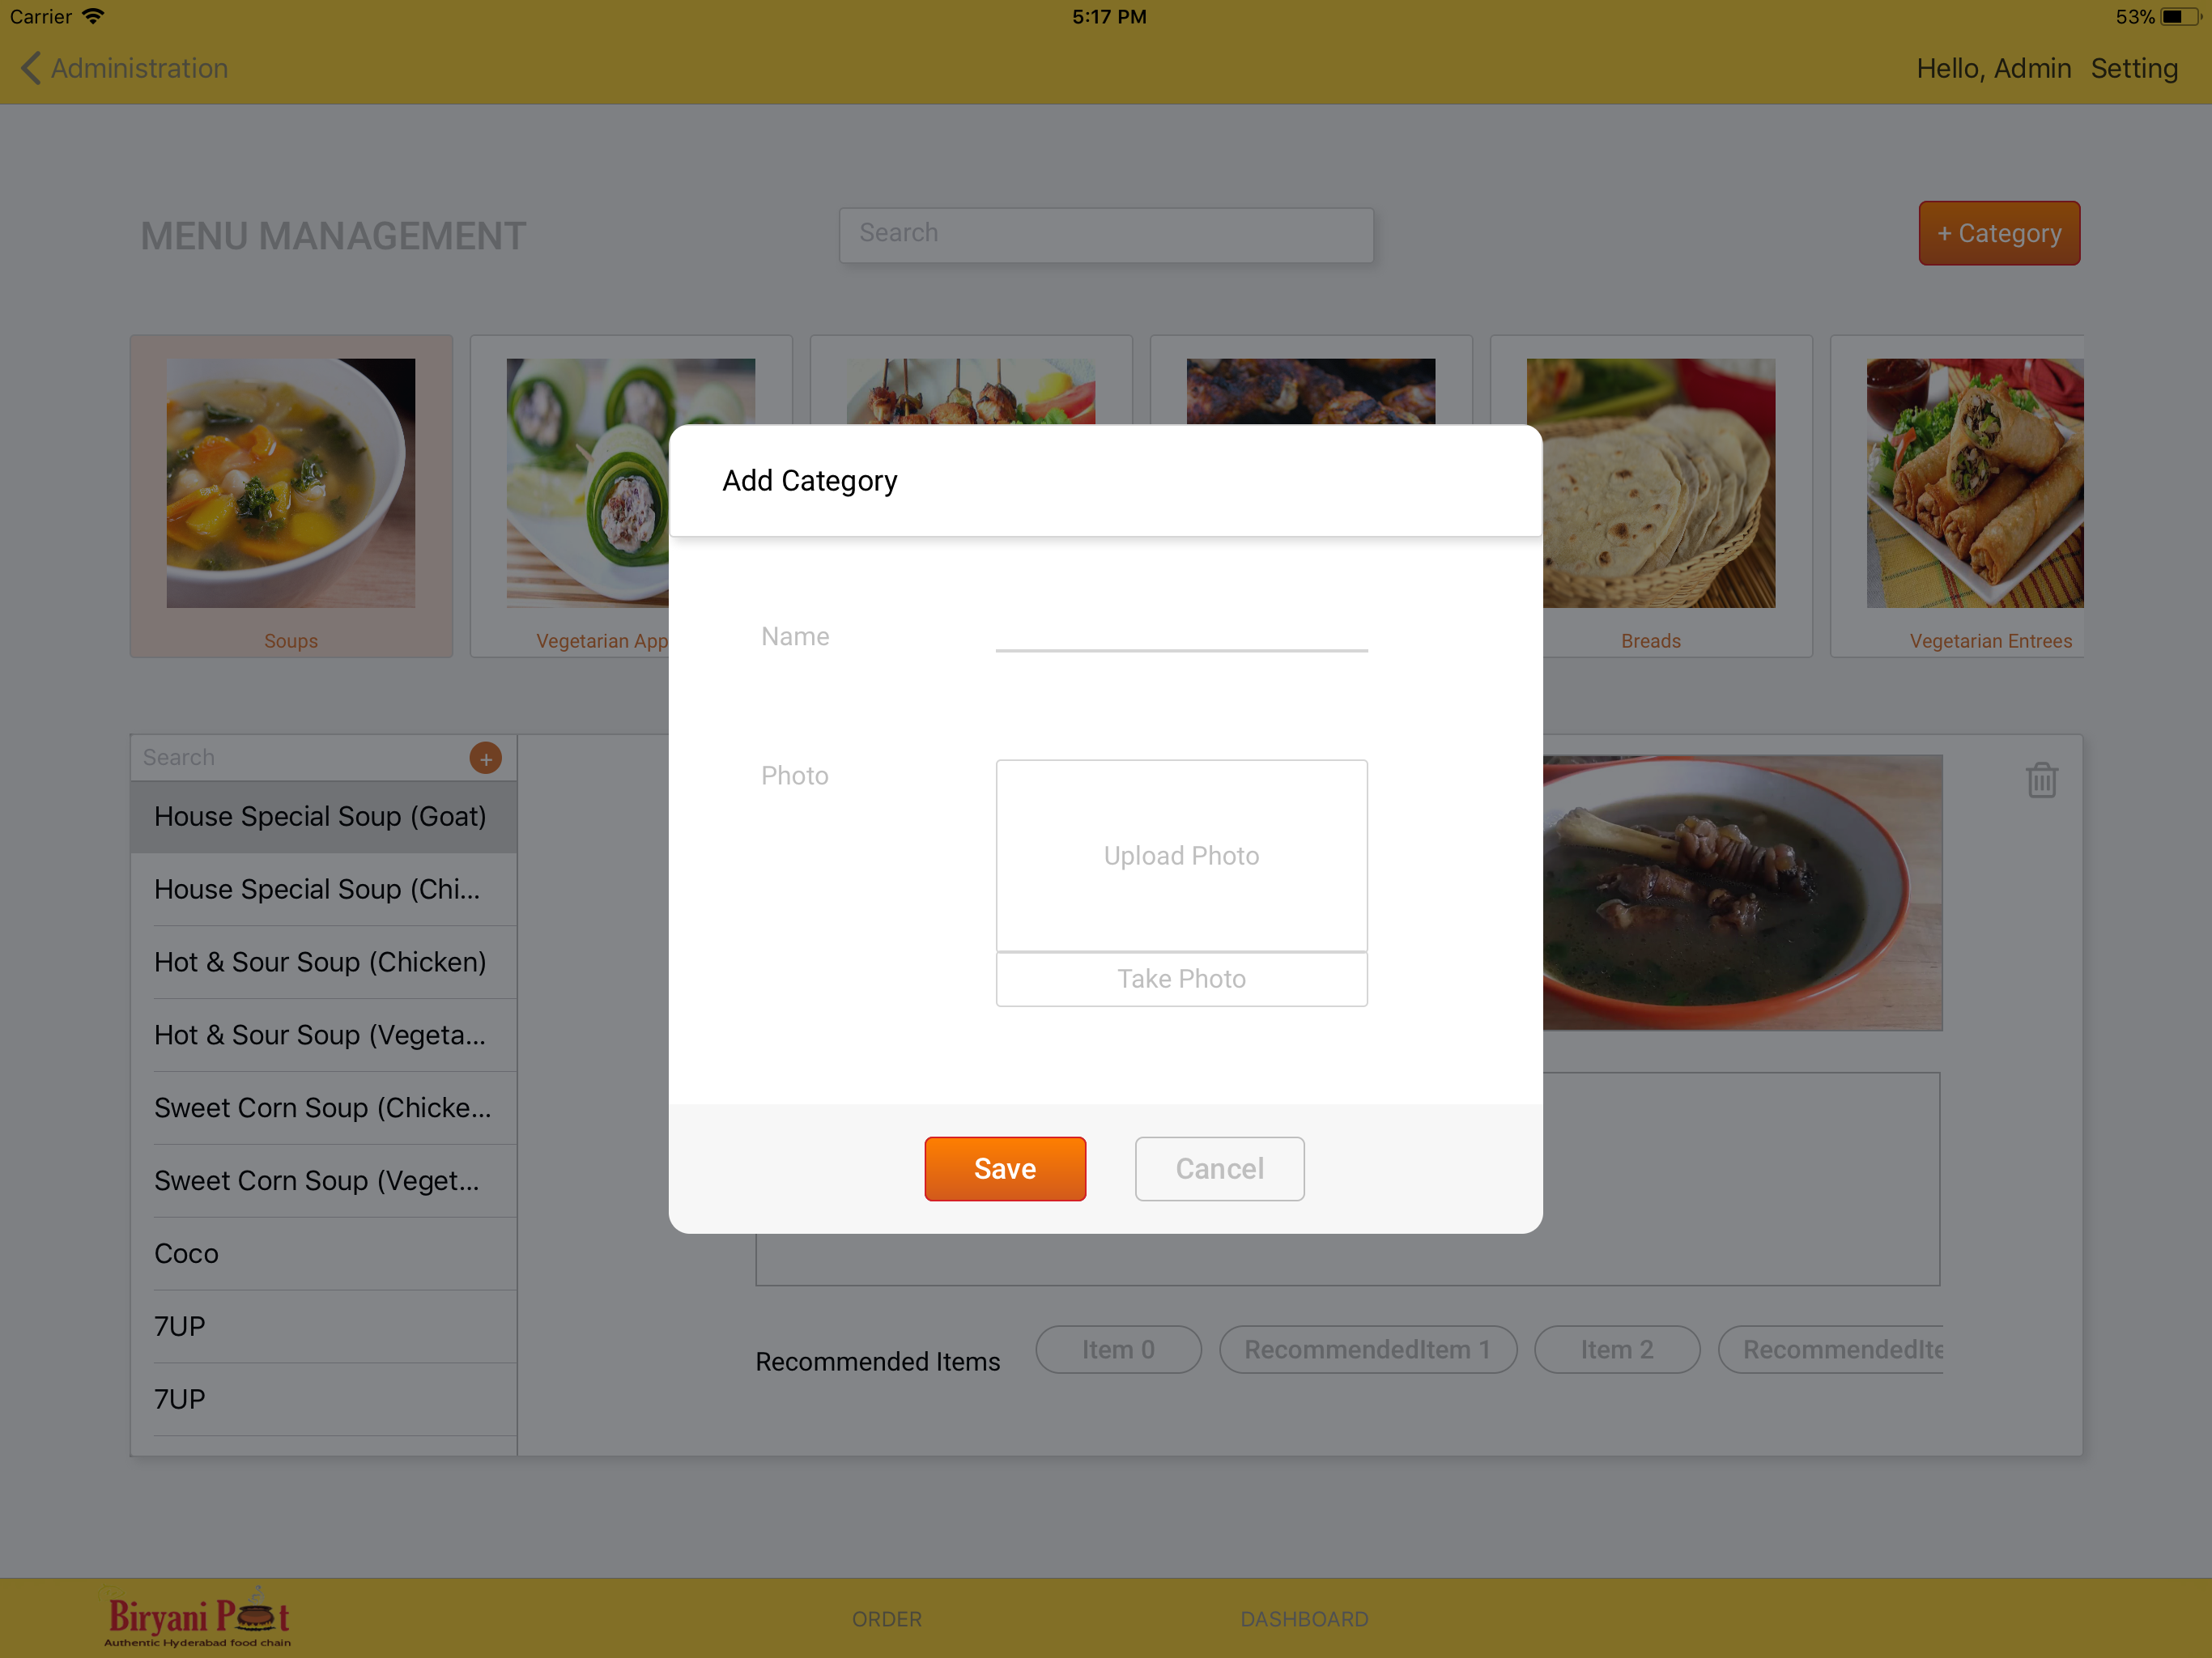 Carrier
5:17 PM
53%
Administration
Hello, Admin
Setting
MENU MANAGEMENT
Search
+ Category
Soups
Vegetarian App
Breads
Vegetarian Entrees
Add Category
Name
Photo
Upload Photo
Take Photo
Save
Cancel
Search
+
House Special Soup (Goat)
House Special Soup (Chi...
Hot & Sour Soup (Chicken)
Hot & Sour Soup (Vegeta...
Sweet Corn Soup (Chicke...
Sweet Corn Soup (Veget...
Coco
7UP
7UP
Recommended Items
Item 0
RecommendedItem 1
Item 2
RecommendedIte
Biryani Pot
Authentic Hyderabad food chain
ORDER
DASHBOARD